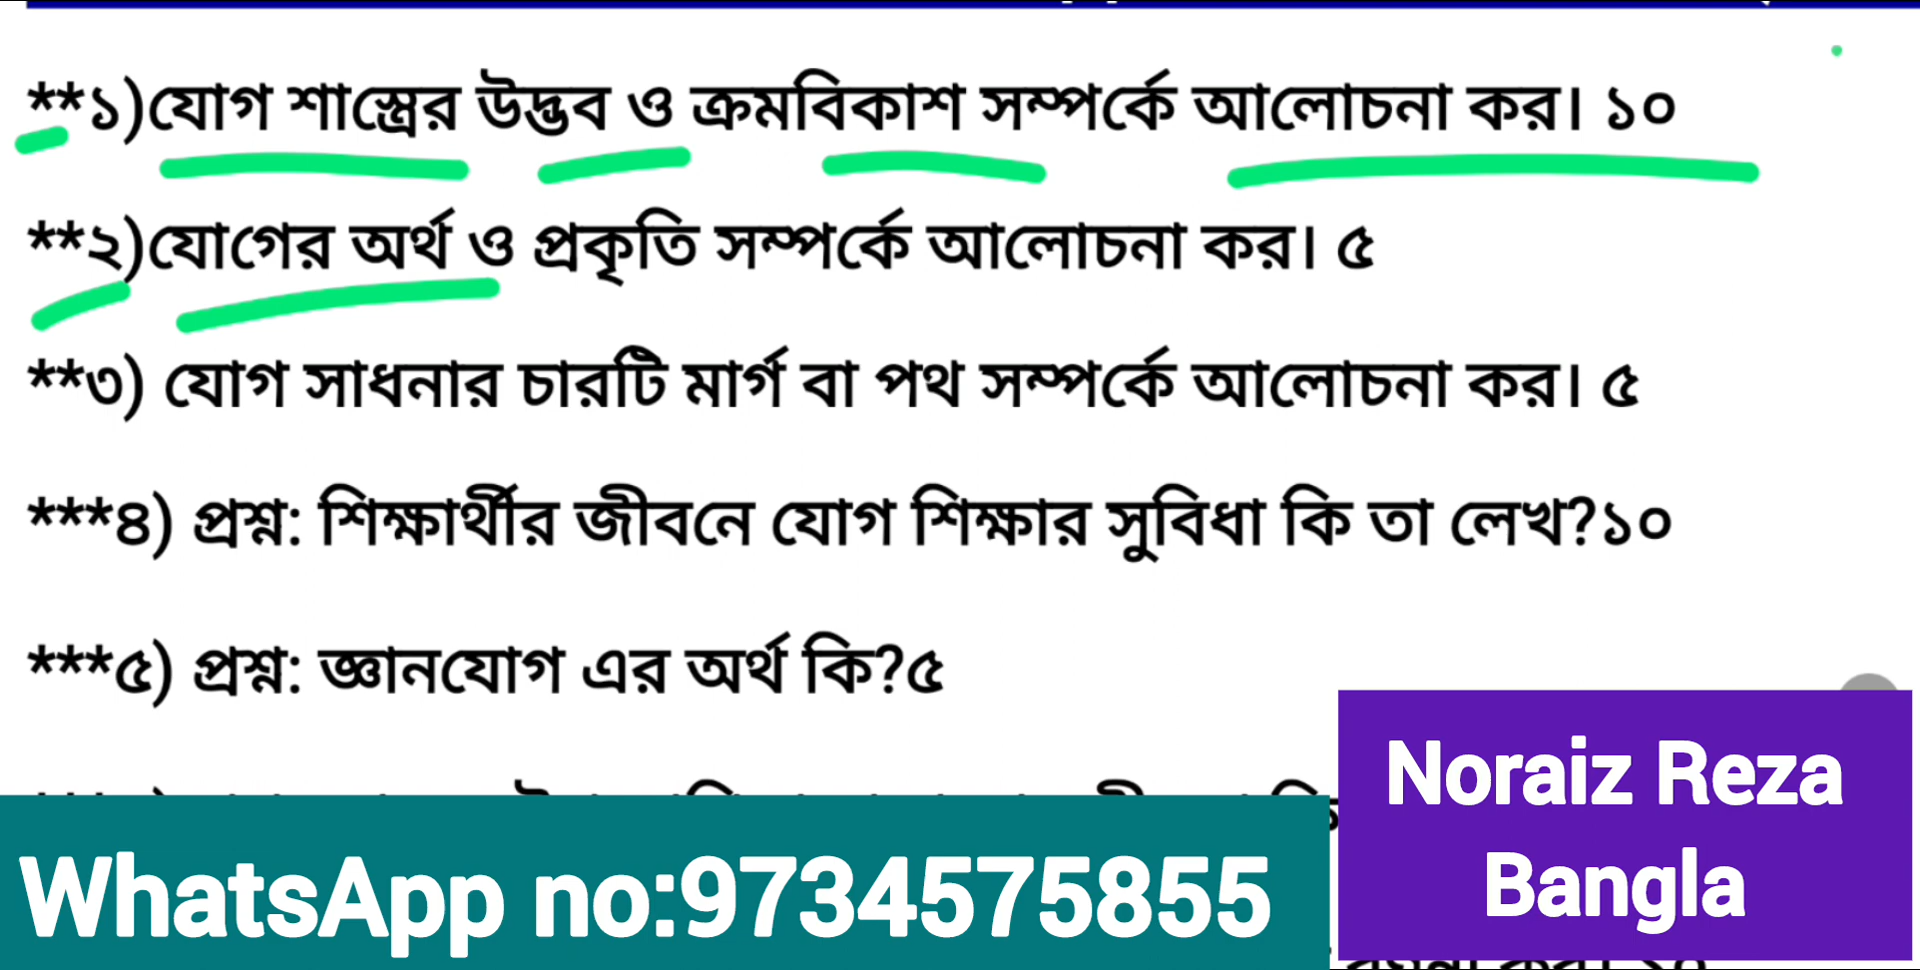 **১)যোগ শাস্ত্রের উদ্ভব ও ক্রমবিকাশ সম্পর্কে আলোচনা কর। ১০
**২)যোগের অর্থ ও প্রকৃতি সম্পর্কে আলোচনা কর। ৫
**৩) যোগ সাধনার চারটি মার্গ বা পথ সম্পর্কে আলোচনা কর। ৫
***৪) প্রশ্ন: শিক্ষার্থীর জীবনে যোগ শিক্ষার সুবিধা কি তা লেখ?১০
***৫) প্রশ্ন: জ্ঞানযোগ এর অর্থ কি?৫
WhatsApp no:9734575855
Noraiz Reza
Bangla